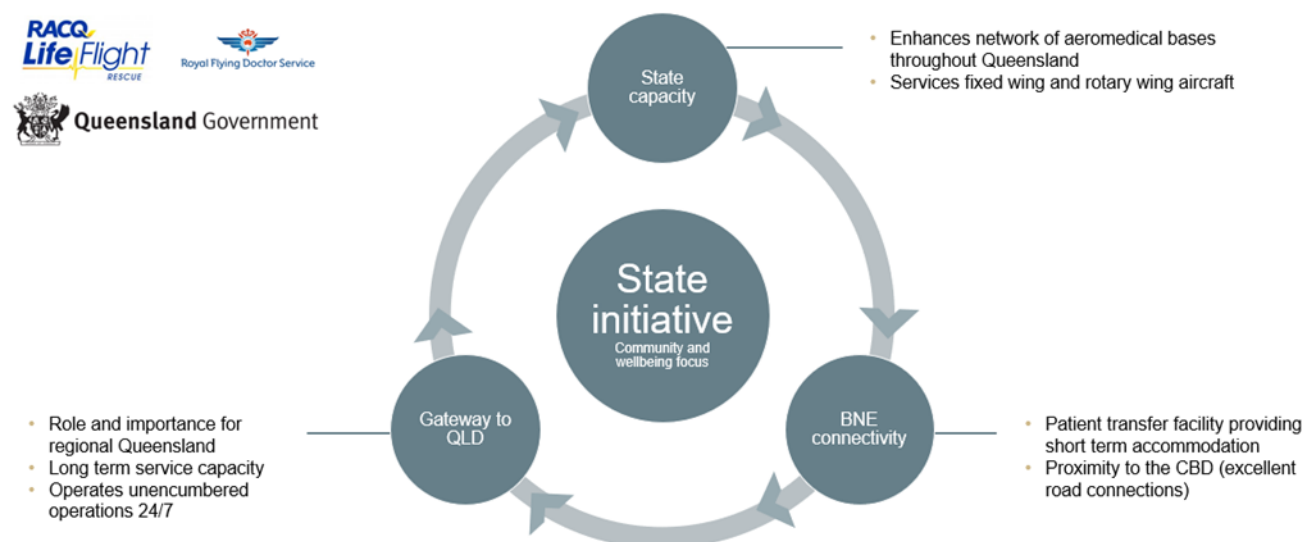 RACQ
LifeFlight
RESCUE
Royal Flying Doctor Service
Queensland Government
State
capacity
• Enhances network of aeromedical bases
throughout Queensland
• Services fixed wing and rotary wing aircraft
State
initiative
Community and
wellbeing focus
Gateway to
QLD
• Role and importance for
regional Queensland
• Long term service capacity
• Operates unencumbered
operations 24/7
BNE
connectivity
• Patient transfer facility providing
short term accommodation
• Proximity to the CBD (excellent
road connections)